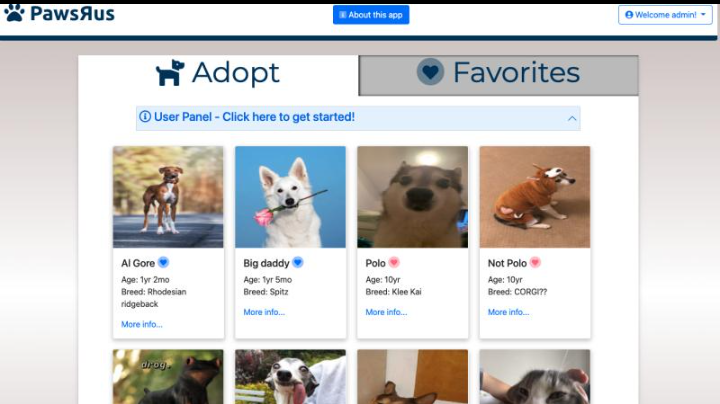 PawsЯus
About this app
Welcome admin!
Adopt
Favorites
User Panel - Click here to get started!
Al Gore
Age: 1yr 2mo
Breed: Rhodesian
ridgeback
More info...
Big daddy
Age: 1yr 5mo
Breed: Spitz
More info...
Polo
Age: 10yr
Breed: Klee Kai
More info...
Not Polo
Age: 10yr
Breed: CORGI??
More info...
drog.